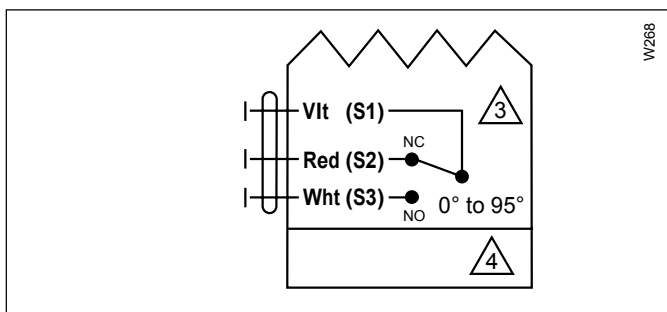 W268
Vlt (S1)
3
NC
Red (S2)
Wht (S3)
0° to 95°
NO
4